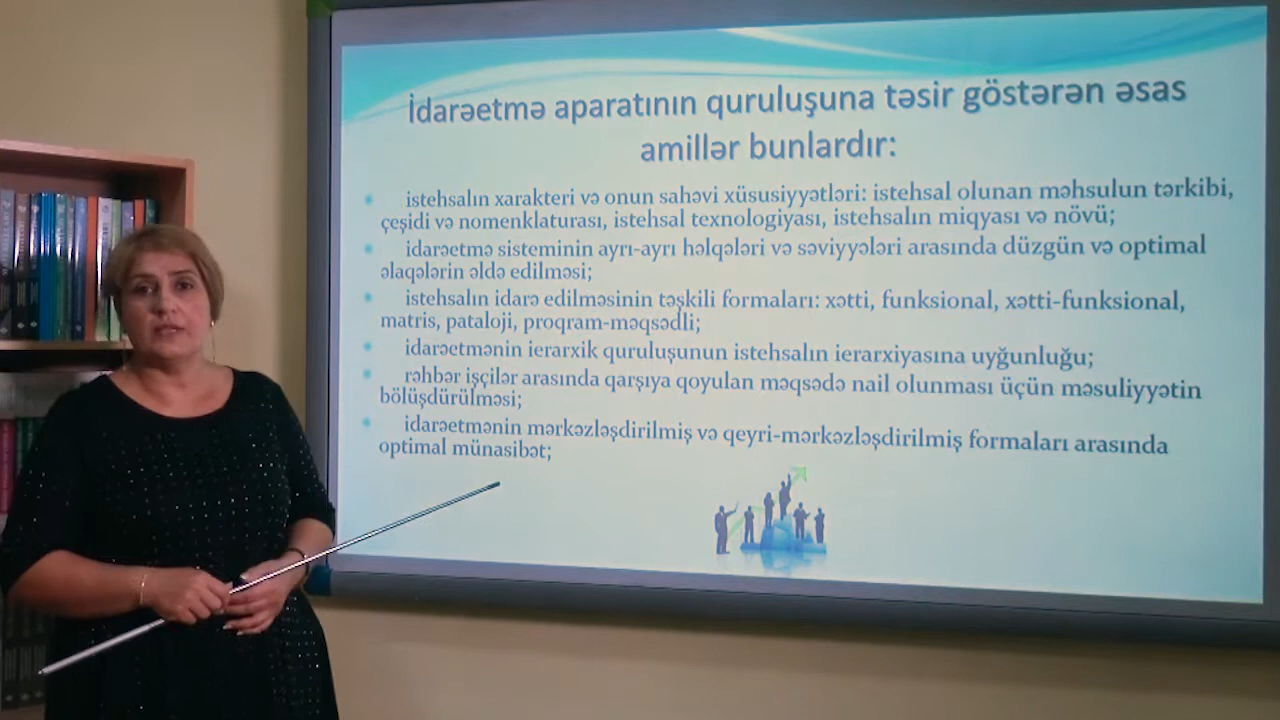 İdarəetmə aparatının quruluşuna təsir göstərən əsas
amillər bunlardır:
istehsalın xarakteri və onun sahəvi xüsusiyyətləri: istehsal olunan məhsulun tərkibi,
çeşidi və nomenklaturası, istehsal texnologiyası, istehsalın miqyası və növü;
idarəetmə sisteminin ayrı-ayrı həlqələri və səviyyələri arasında düzgün və optimal
əlaqələrin əldə edilməsi;
istehsalın idarə edilməsinin təşkili formaları: xətti, funksional, xətti-funksional,
matris, pataloji, proqram-məqsədli;
idarəetmənin ierarxik quruluşunun istehsalın ierarxiyasına uyğunluğu;
rəhbər işçilər arasında qarşıya qoyulan məqsədə nail olunması üçün məsuliyyətin
bölüşdürülməsi;
idarəetmənin mərkəzləşdirilmiş və qeyri-mərkəzləşdirilmiş formaları arasında
optimal münasibət;